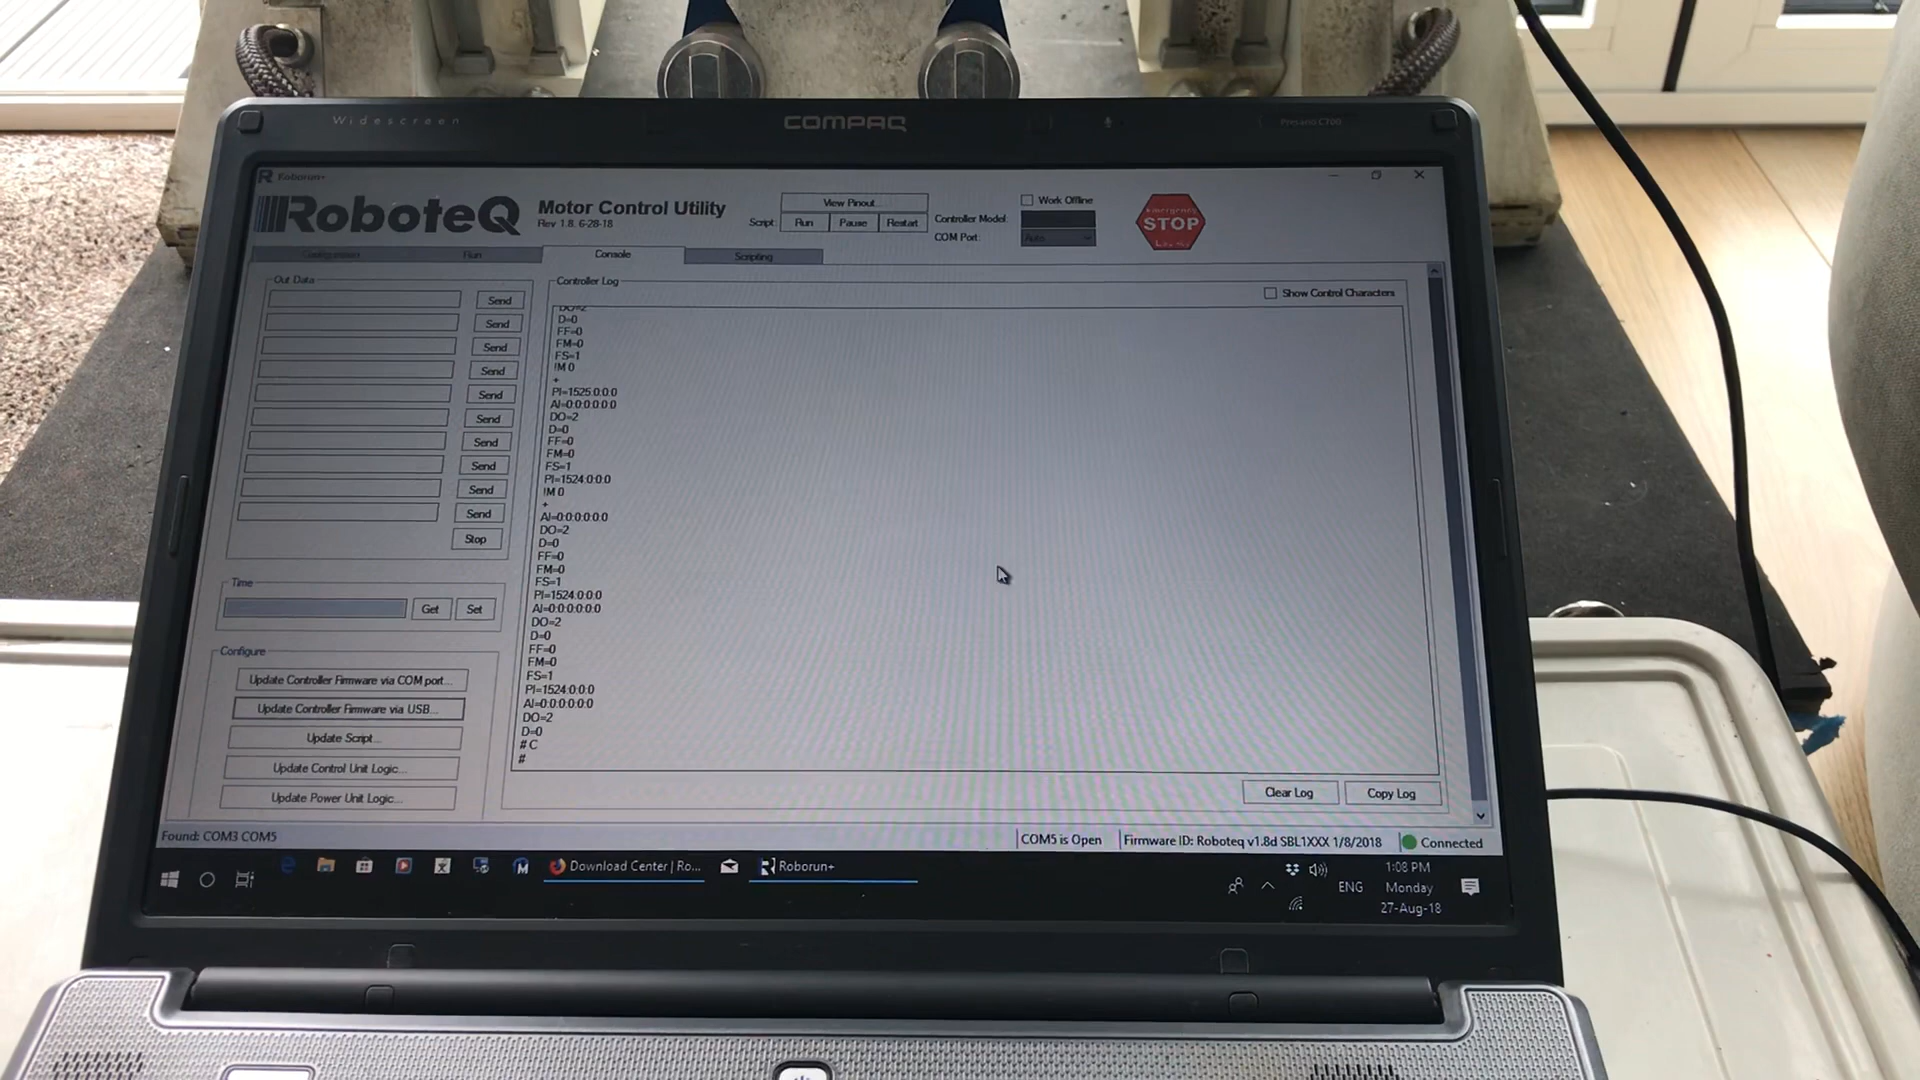 Widescreen
COMPAQ
Presario C700
Roborun+
RoboteQ
Motor Control Utility
Rev 1.8. 6-28-18
View Pinout...
Script: Run Pause Restart
Work Offline
Controller Model:
COM Port: Auto
Emergency
STOP
Configuration Run Console Scripting
Out Data
Send
Send
Send
Send
Send
Send
Send
Send
Send
Send
Stop
Time
Get Set
Configure
Update Controller Firmware via COM port...
Update Controller Firmware via USB...
Update Script...
Update Control Unit Logic...
Update Power Unit Logic...
Controller Log
Show Control Characters
DO=2
D=0
FF=0
FM=0
FS=1
!M 0
+
PI=1525:0:0:0
AI=0:0:0:0:0:0
DO=2
D=0
FF=0
FM=0
FS=1
PI=1524:0:0:0
!M 0
+
AI=0:0:0:0:0:0
DO=2
D=0
FF=0
FM=0
FS=1
PI=1524:0:0:0
AI=0:0:0:0:0:0
DO=2
D=0
FF=0
FM=0
FS=1
PI=1524:0:0:0
AI=0:0:0:0:0:0
DO=2
D=0
# C
#
Clear Log Copy Log
Found: COM3 COM5
COM5 is Open
Firmware ID: Roboteq v1.8d SBL1XXX 1/8/2018
Connected
Download Center | Ro...
Roborun+
ENG
1:08 PM
Monday
27-Aug-18